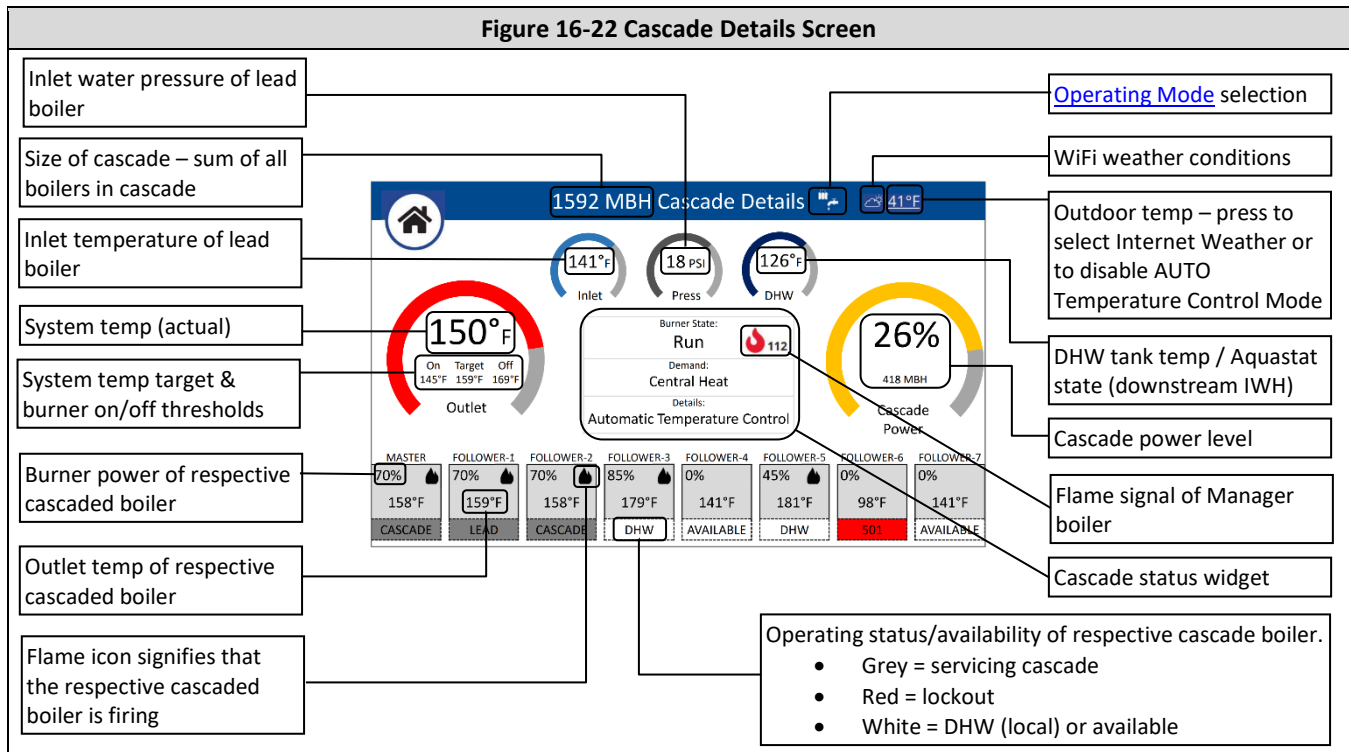 Figure 16-22 Cascade Details Screen
Inlet water pressure of lead
boiler
Size of cascade – sum of all
boilers in cascade
Inlet temperature of lead
boiler
System temp (actual)
System temp target &
burner on/off thresholds
Burner power of respective
cascaded boiler
Outlet temp of respective
cascaded boiler
Flame icon signifies that
the respective cascaded
boiler is firing
1592 MBH Cascade Details
41°F
141°F
Inlet
18 PSI
Press
126°F
DHW
150°F
On Target Off
145°F 159°F 169°F
Outlet
Burner State:
Run
112
Demand:
Central Heat
Details:
Automatic Temperature Control
26%
418 MBH
Cascade
Power
MASTER FOLLOWER-1 FOLLOWER-2 FOLLOWER-3 FOLLOWER-4 FOLLOWER-5 FOLLOWER-6 FOLLOWER-7
70% 70% 70% 85% 0% 45% 0% 0%
158°F 159°F 158°F 179°F 141°F 181°F 98°F 141°F
CASCADE LEAD CASCADE DHW AVAILABLE DHW 501 AVAILABLE
Operating Mode selection
WiFi weather conditions
Outdoor temp – press to
select Internet Weather or
to disable AUTO
Temperature Control Mode
DHW tank temp / Aquastat
state (downstream IWH)
Cascade power level
Flame signal of Manager
boiler
Cascade status widget
Operating status/availability of respective cascade boiler.
• Grey = servicing cascade
• Red = lockout
• White = DHW (local) or available